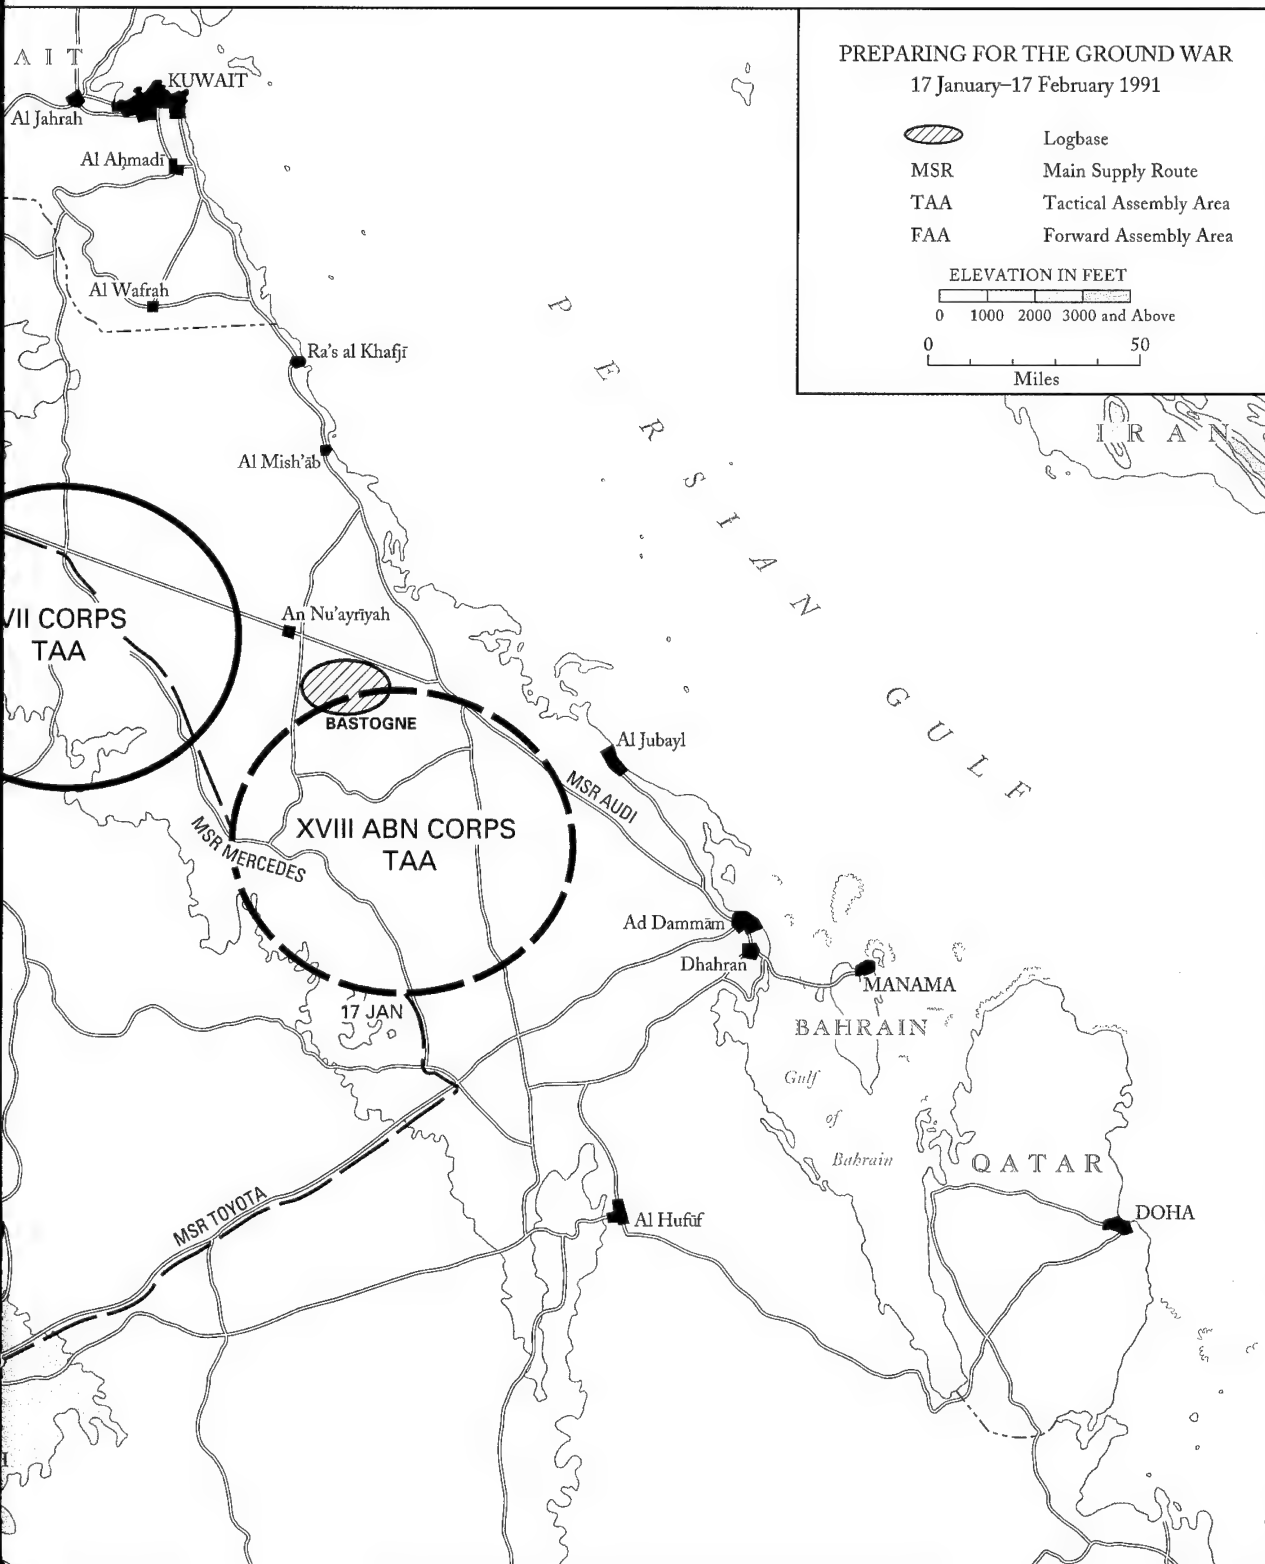 PREPARING FOR THE GROUND WAR
17 January–17 February 1991
Logbase
MSR Main Supply Route
TAA Tactical Assembly Area
FAA Forward Assembly Area
ELEVATION IN FEET
0 1000 2000 3000 and Above
0 50
Miles
AIT
KUWAIT
Al Jahrah
Al Aḥmadī
Al Wafrah
Ra's al Khafjī
Al Mish'āb
IRAN
PERSIAN GULF
An Nu'ayrīyah
VII CORPS
TAA
BASTOGNE
Al Jubayl
MSR AUDI
XVIII ABN CORPS
TAA
MSR MERCEDES
Ad Dammām
Dhahran
MANAMA
17 JAN
BAHRAIN
Gulf
of
Bahrain
QATAR
MSR TOYOTA
Al Hufūf
DOHA